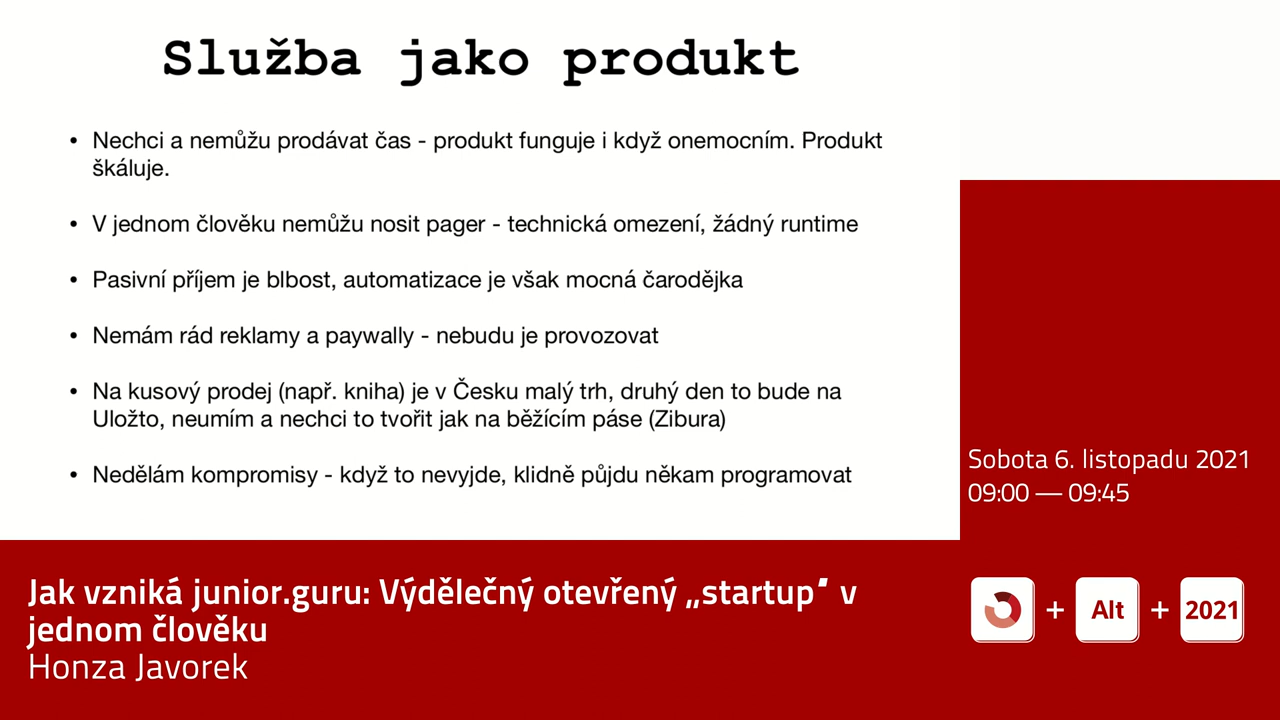 Služba jako produkt
• Nechci a nemůžu prodávat čas - produkt funguje i když onemocním. Produkt
škáluje.
• V jednom člověku nemůžu nosit pager - technická omezení, žádný runtime
• Pasivní příjem je blbost, automatizace je však mocná čarodějka
• Nemám rád reklamy a paywally - nebudu je provozovat
• Na kusový prodej (např. kniha) je v Česku malý trh, druhý den to bude na
Uložto, neumím a nechci to tvořit jak na běžícím páse (Zibura)
• Nedělám kompromisy - když to nevyjde, klidně půjdu někam programovat
Sobota 6. listopadu 2021
09:00 — 09:45
Jak vzniká junior.guru: Výdělečný otevřený „startup“ v
jednom člověku
Honza Javorek
+ Alt + 2021